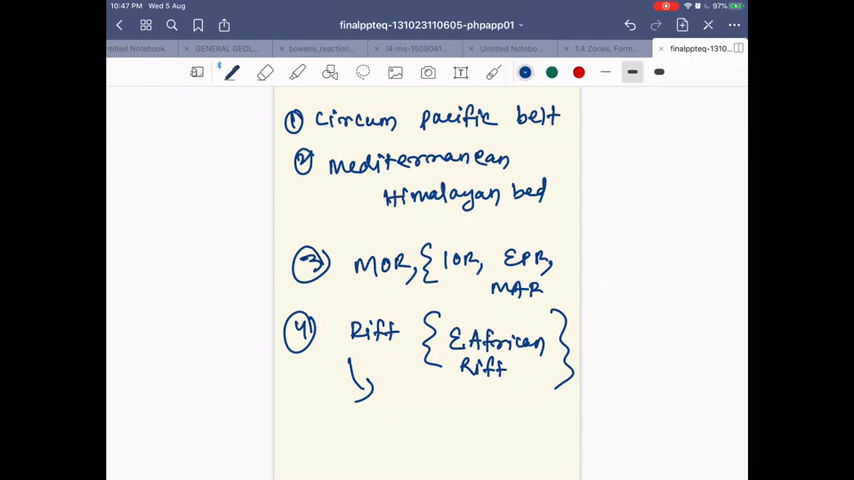 10:47 PM Wed 5 Aug
97%
finalppteq-131023110605-phpapp01
ntitled Notebook
GENERAL GEOL...
bowens_reaction...
l4-ms-1509041...
Untitled Notebo...
1.4 Zones, Form...
finalppteq-1310...
① Circum pacific belt
② Mediterranean
Himalayan bed
③ MOR, { IOR, EPR,
MAR
④ Riff { E African }
Riff